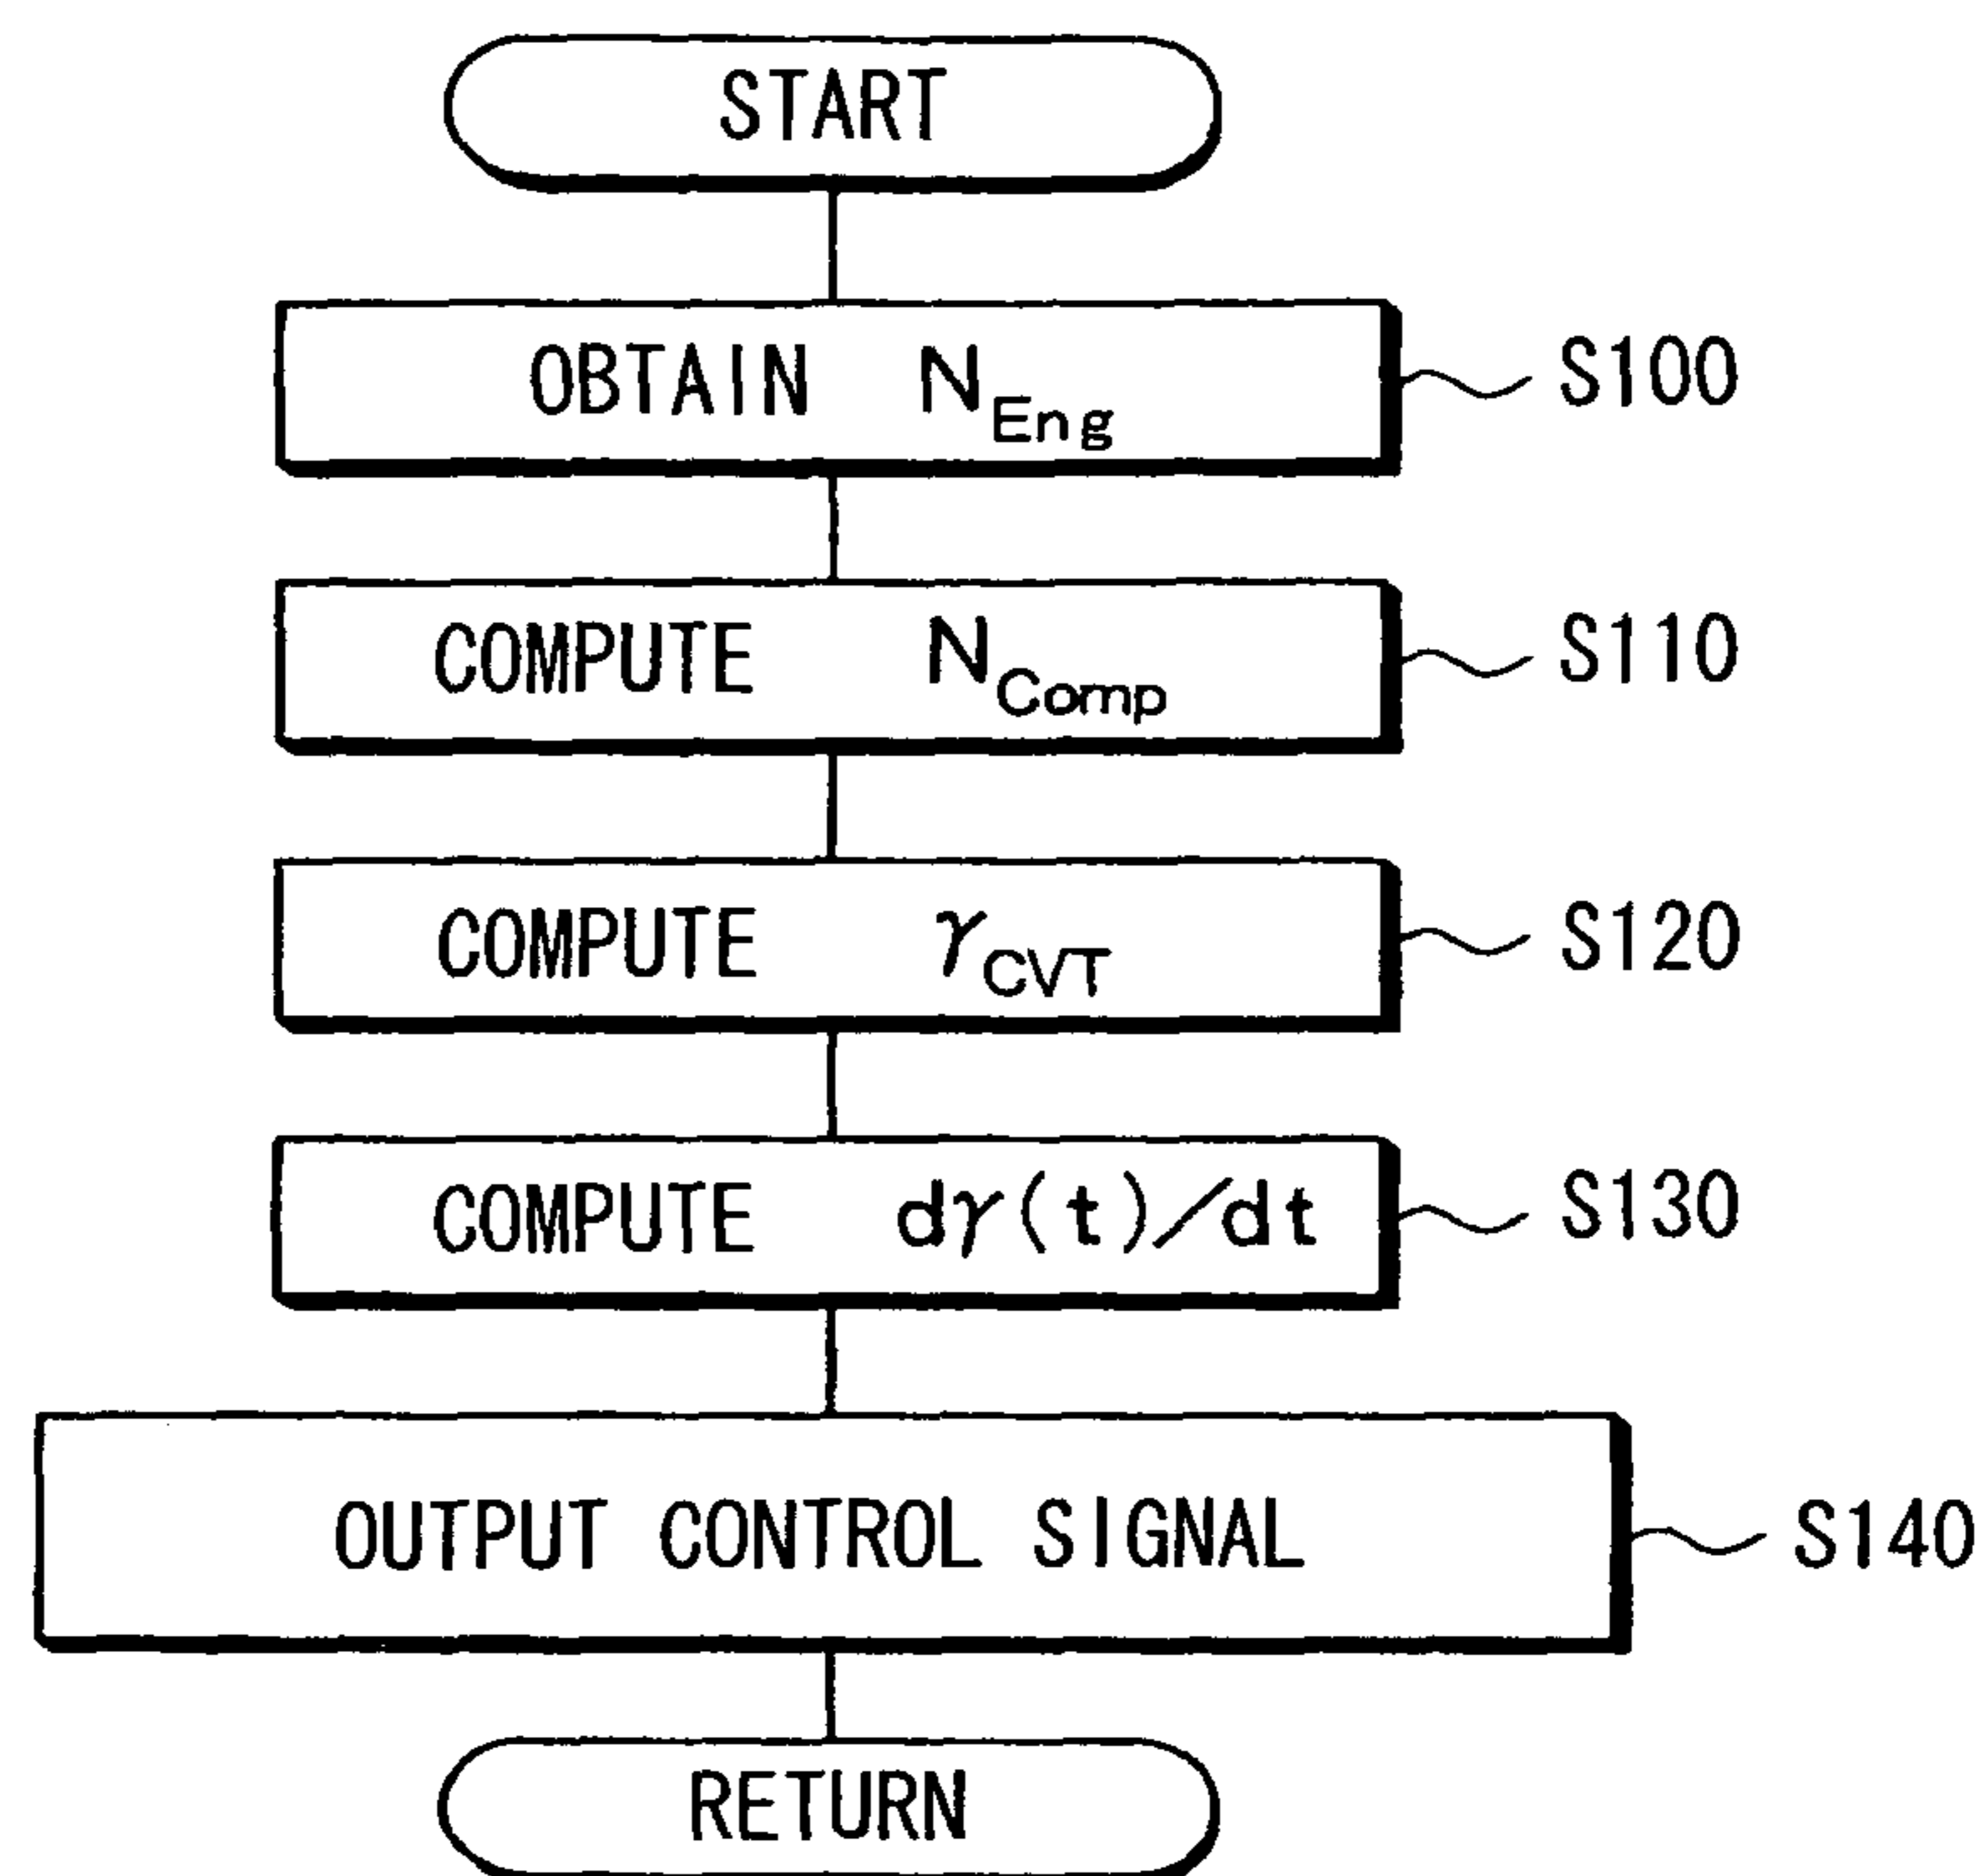 START
OBTAIN N_Eng S100
COMPUTE N_Comp S110
COMPUTE γ_CVT S120
COMPUTE dγ(t)/dt S130
OUTPUT CONTROL SIGNAL S140
RETURN